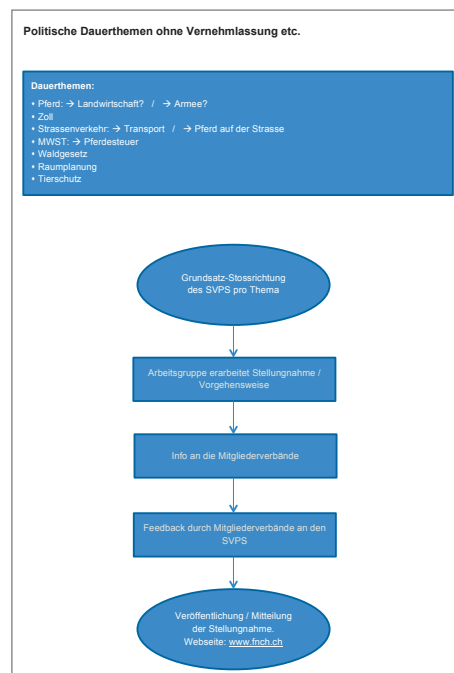 Politische Dauerthemen ohne Vernehmlassung etc.
Dauerthemen:
• Pferd: → Landwirtschaft? / → Armee?
• Zoll
• Strassenverkehr: → Transport / → Pferd auf der Strasse
• MWST: → Pferdesteuer
• Waldgesetz
• Raumplanung
• Tierschutz
Grundsatz-Stossrichtung
des SVPS pro Thema
Arbeitsgruppe erarbeitet Stellungnahme /
Vorgehensweise
Info an die Mitgliederverbände
Feedback durch Mitgliederverbände an den
SVPS
Veröffentlichung / Mitteilung
der Stellungnahme.
Webseite: www.fnch.ch